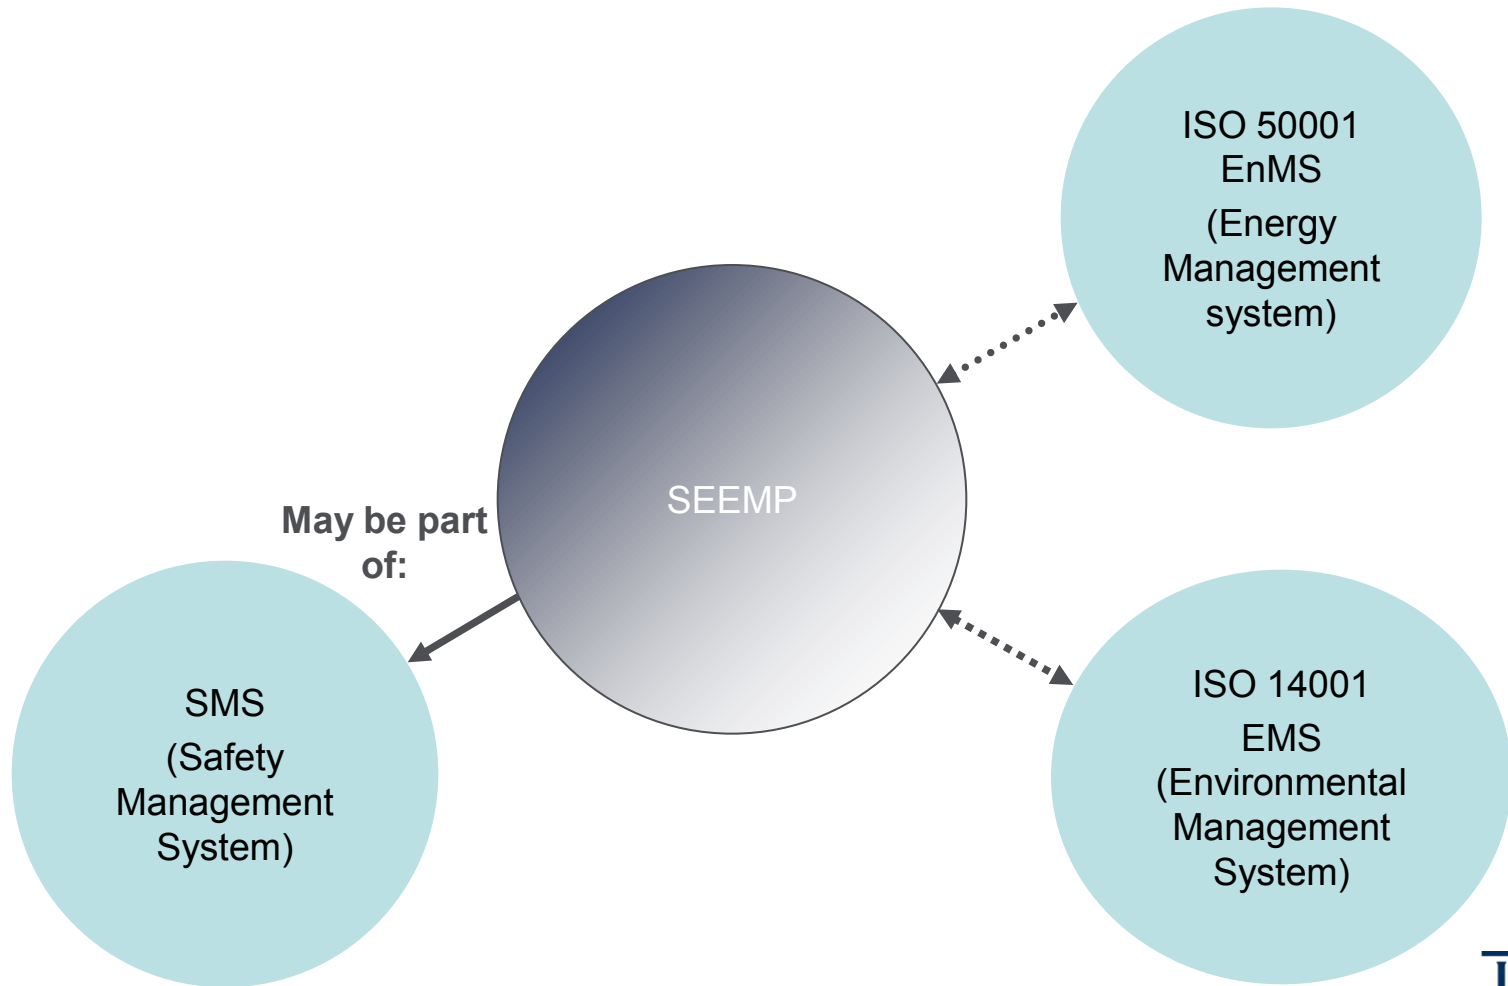 ISO 50001
EnMS
(Energy
Management
system)
SEEMP
May be part
of:
SMS
(Safety
Management
System)
ISO 14001
EMS
(Environmental
Management
System)